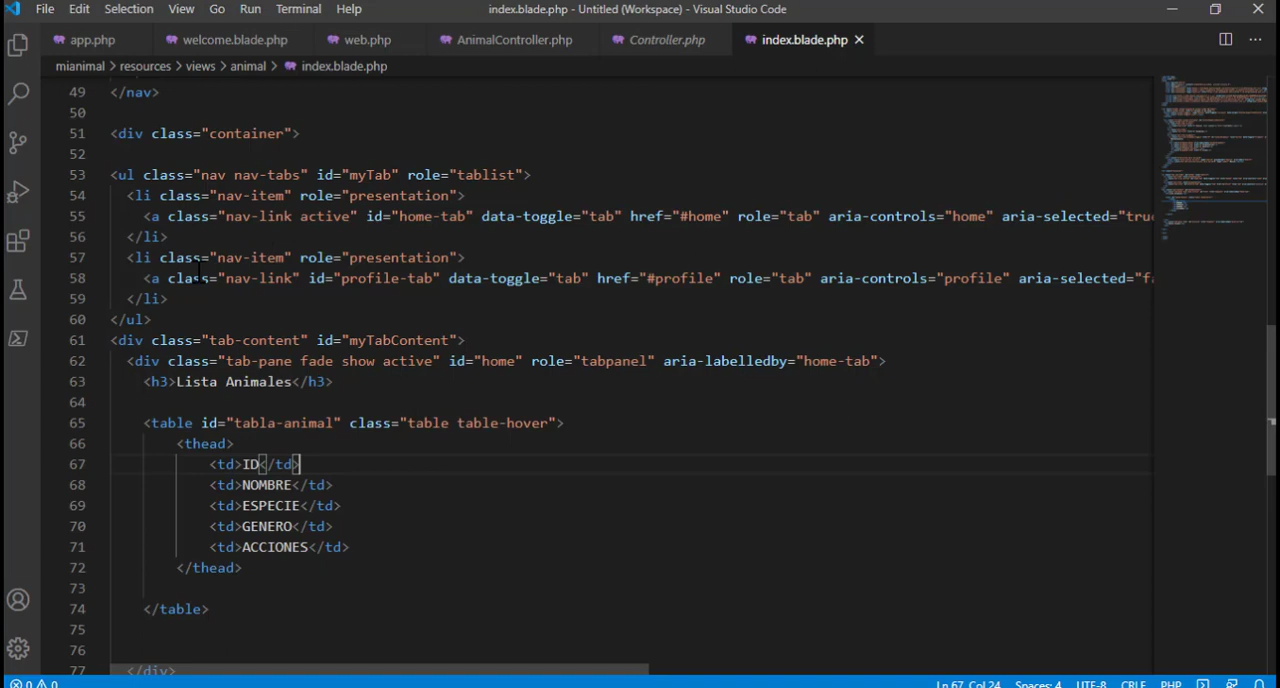 File Edit Selection View Go Run Terminal Help index.blade.php - Untitled (Workspace) - Visual Studio Code
app.php welcome.blade.php web.php AnimalController.php Controller.php index.blade.php
mianimal > resources > views > animal > index.blade.php
49 </nav>
50
51 <div class="container">
52
53 <ul class="nav nav-tabs" id="myTab" role="tablist">
54 <li class="nav-item" role="presentation">
55 <a class="nav-link active" id="home-tab" data-toggle="tab" href="#home" role="tab" aria-controls="home" aria-selected="true
56 </li>
57 <li class="nav-item" role="presentation">
58 <a class="nav-link" id="profile-tab" data-toggle="tab" href="#profile" role="tab" aria-controls="profile" aria-selected="fa
59 </li>
60 </ul>
61 <div class="tab-content" id="myTabContent">
62 <div class="tab-pane fade show active" id="home" role="tabpanel" aria-labelledby="home-tab">
63 <h3>Lista Animales</h3>
64
65 <table id="tabla-animal" class="table table-hover">
66 <thead>
67 <td>ID</td>
68 <td>NOMBRE</td>
69 <td>ESPECIE</td>
70 <td>GENERO</td>
71 <td>ACCIONES</td>
72 </thead>
73
74 </table>
75
76
77 </div>
0 0 Ln 67, Col 24 Spaces: 4 UTF-8 CRLF PHP